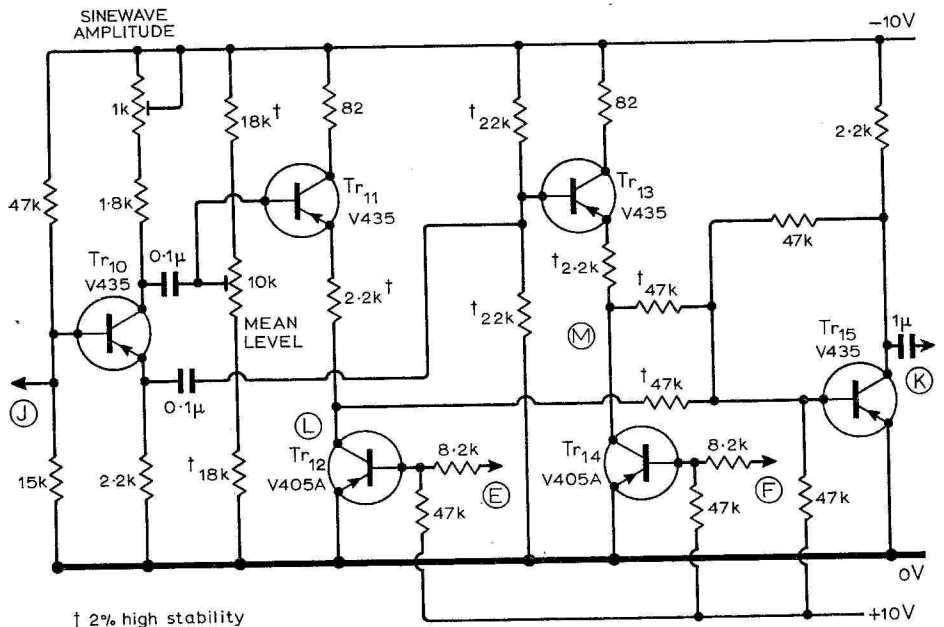 SINEWAVE
AMPLITUDE
−10V
1k
18k †
82
† 22k
82
2·2k
47k
1·8k
Tr11
V435
Tr13
V435
47k
Tr10
V435
0·1μ
10k
2·2k †
† 2·2k
† 47k
MEAN
LEVEL
† 22k
M
Tr15
V435
1μ
K
J
0·1μ
L
† 47k
15k
2·2k
† 18k
Tr12
V405A
8·2k
E
47k
Tr14
V405A
8·2k
F
47k
47k
0V
+10V
† 2% high stability